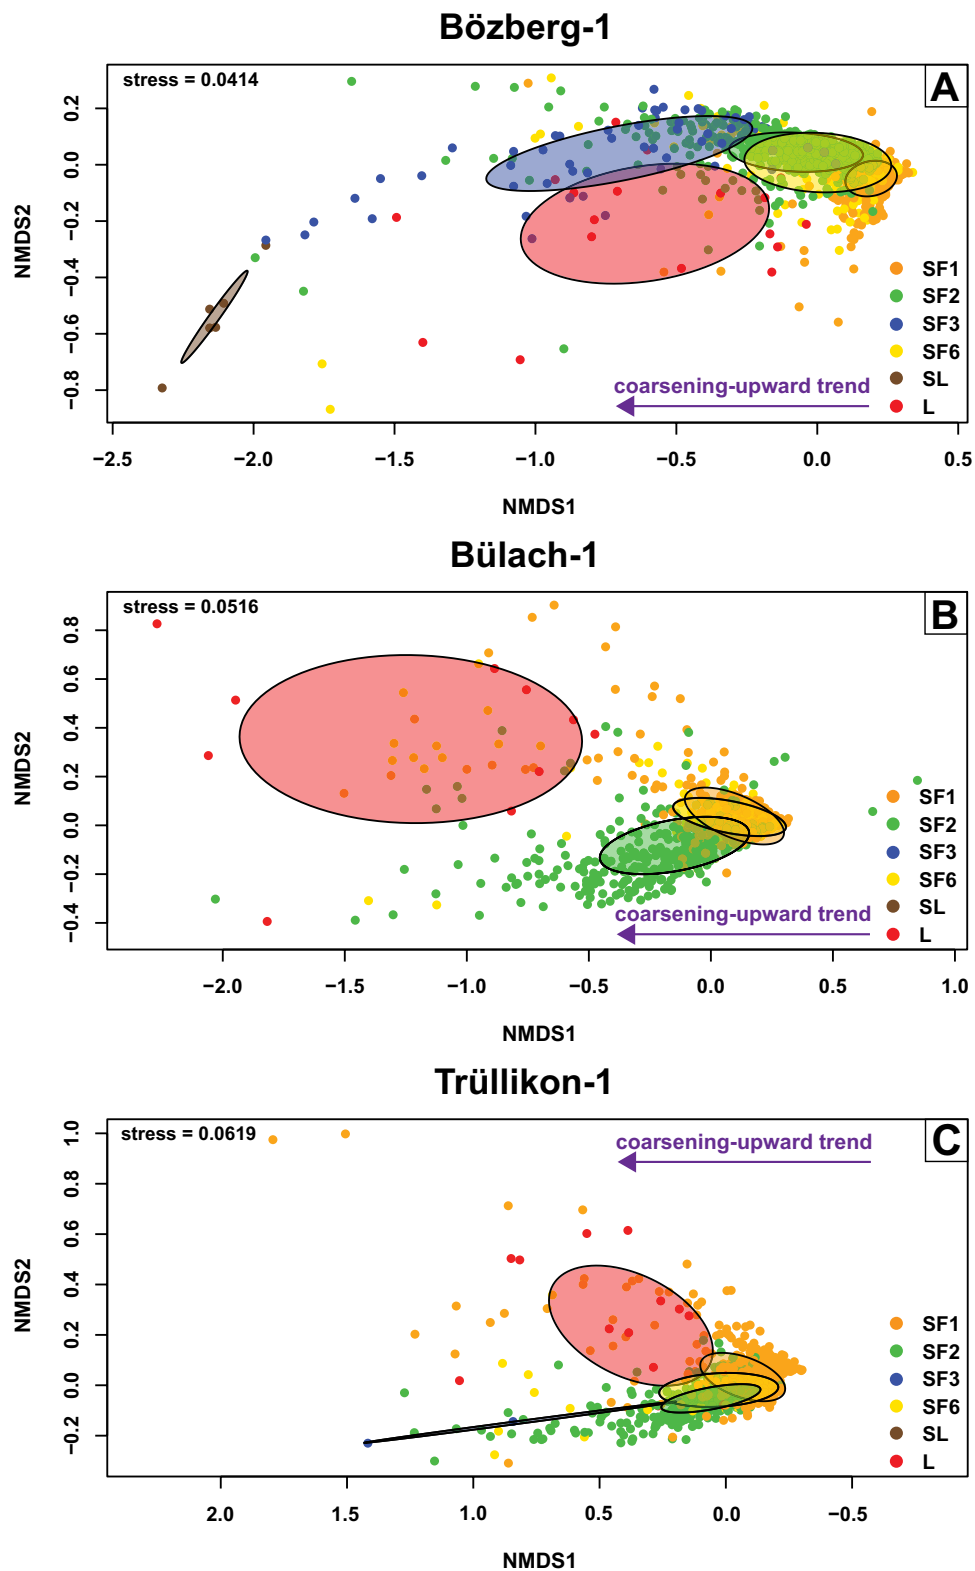 Bözberg-1
stress = 0.0414
A
0.2
0.0
−0.2
−0.4
−0.6
−0.8
NMDS2
SF1
SF2
SF3
SF6
SL
L
coarsening-upward trend
−2.5 −2.0 −1.5 −1.0 −0.5 0.0 0.5
NMDS1
Bülach-1
stress = 0.0516
B
0.8
0.6
0.4
0.2
0.0
−0.2
−0.4
NMDS2
SF1
SF2
SF3
SF6
SL
L
coarsening-upward trend
−2.0 −1.5 −1.0 −0.5 0.0 0.5 1.0
NMDS1
Trüllikon-1
stress = 0.0619
coarsening-upward trend
C
1.0
0.8
0.6
0.4
0.2
0.0
−0.2
NMDS2
SF1
SF2
SF3
SF6
SL
L
2.0 1.5 1.0 0.5 0.0 −0.5
NMDS1